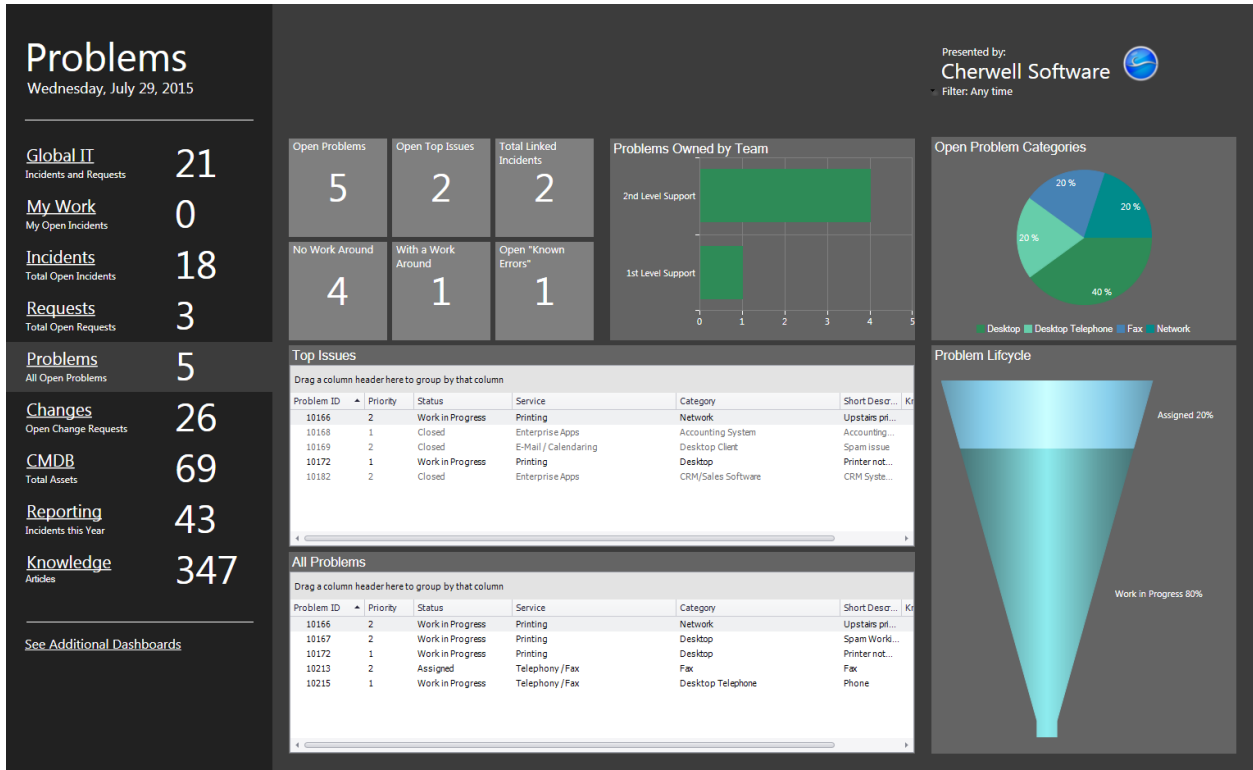 Problems
Wednesday, July 29, 2015
Presented by:
Cherwell Software
Filter: Any time
Global IT
Incidents and Requests
21
My Work
My Open Incidents
0
Incidents
Total Open Incidents
18
Requests
Total Open Requests
3
Problems
All Open Problems
5
Changes
Open Change Requests
26
CMDB
Total Assets
69
Reporting
Incidents this Year
43
Knowledge
Articles
347
See Additional Dashboards
Open Problems
5
Open Top Issues
2
Total Linked
Incidents
2
No Work Around
4
With a Work
Around
1
Open "Known
Errors"
1
Problems Owned by Team
2nd Level Support
1st Level Support
0 1 2 3 4 5
Open Problem Categories
20 %
20 %
20 %
40 %
Desktop Desktop Telephone Fax Network
Top Issues
Drag a column header here to group by that column
Problem ID Priority Status Service Category Short Descr... Kr
10166 2 Work in Progress Printing Network Upstairs pri...
10168 1 Closed Enterprise Apps Accounting System Accounting...
10169 2 Closed E-Mail / Calendaring Desktop Client Spam issue
10172 1 Work in Progress Printing Desktop Printer not...
10182 2 Closed Enterprise Apps CRM/Sales Software CRM Syste...
All Problems
Drag a column header here to group by that column
Problem ID Priority Status Service Category Short Descr... Kr
10166 2 Work in Progress Printing Network Upstairs pri...
10167 2 Work in Progress Printing Desktop Spam Worki...
10172 1 Work in Progress Printing Desktop Printer not...
10213 2 Assigned Telephony / Fax Fax Fax
10215 1 Work in Progress Telephony / Fax Desktop Telephone Phone
Problem Lifcycle
Assigned 20%
Work in Progress 80%